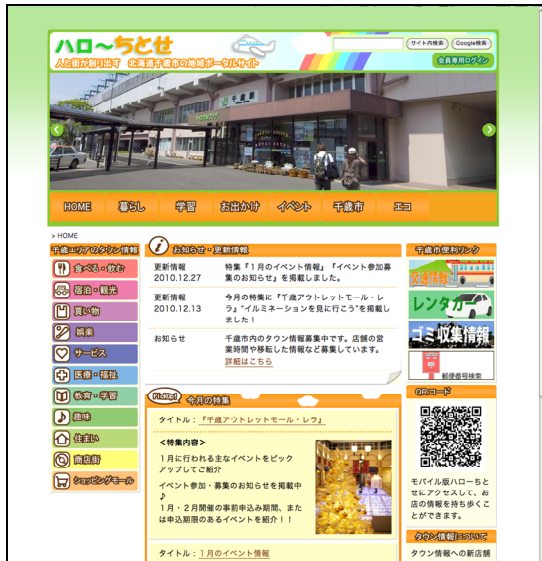 ハロ〜ちとせ
人と街が創り出す 北海道千歳市の地域ポータルサイト
サイト内検索 Google検索
会員専用ログイン
千歳駅
HOME 暮らし 学習 お出かけ イベント 千歳市 エコ
> HOME
千歳エリアのタウン情報
食べる・飲む
宿泊・観光
買い物
娯楽
サービス
医療・福祉
教育・学習
趣味
住まい
商店街
ショッピングモール
お知らせ・更新情報
更新情報
2010.12.27
特集『1月のイベント情報』『イベント参加募
集のお知らせ』を掲載しました。
更新情報
2010.12.13
今月の特集に『千歳アウトレットモール・レ
ラ』"イルミネーションを見に行こう"を掲載し
ました！
お知らせ
千歳市内のタウン情報募集中です。店舗の営
業時間や移転した情報など募集しています。
詳細はこちら
PickUp! 今月の特集
タイトル：『千歳アウトレットモール・レラ』
＜特集内容＞
１月に行われる主なイベントをピック
アップしてご紹介
イベント参加・募集のお知らせを掲載中
♪
１月・２月開催の事前申込み期間、また
は申込期限のあるイベントを紹介！！
タイトル：１月のイベント情報
千歳市便利リンク
交通情報
レンタカー
ゴミ収集情報
郵便番号検索
QRコード
モバイル版ハローちと
せにアクセスして、お
店の情報を持ち歩くこ
とができます。
タウン情報について
タウン情報への新店舗